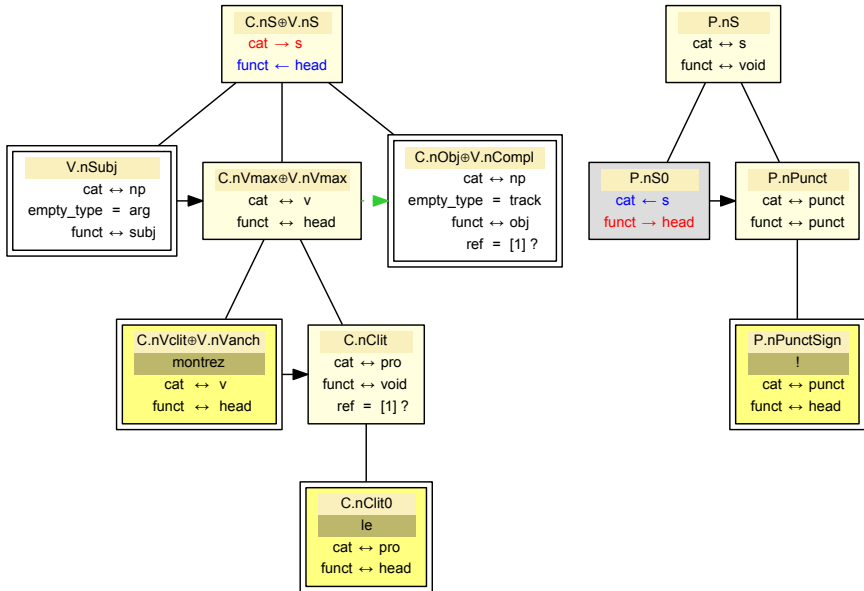 C.nS⊕V.nS
cat → s
funct ← head
P.nS
cat ↔ s
funct ↔ void
V.nSubj
cat ↔ np
empty_type = arg
funct ↔ subj
C.nVmax⊕V.nVmax
cat ↔ v
funct ↔ head
C.nObj⊕V.nCompl
cat ↔ np
empty_type = track
funct ↔ obj
ref = [1] ?
P.nS0
cat ← s
funct → head
P.nPunct
cat ↔ punct
funct ↔ punct
C.nVclit⊕V.nVanch
montrez
cat ↔ v
funct ↔ head
C.nClit
cat ↔ pro
funct ↔ void
ref = [1] ?
P.nPunctSign
!
cat ↔ punct
funct ↔ head
C.nClit0
le
cat ↔ pro
funct ↔ head